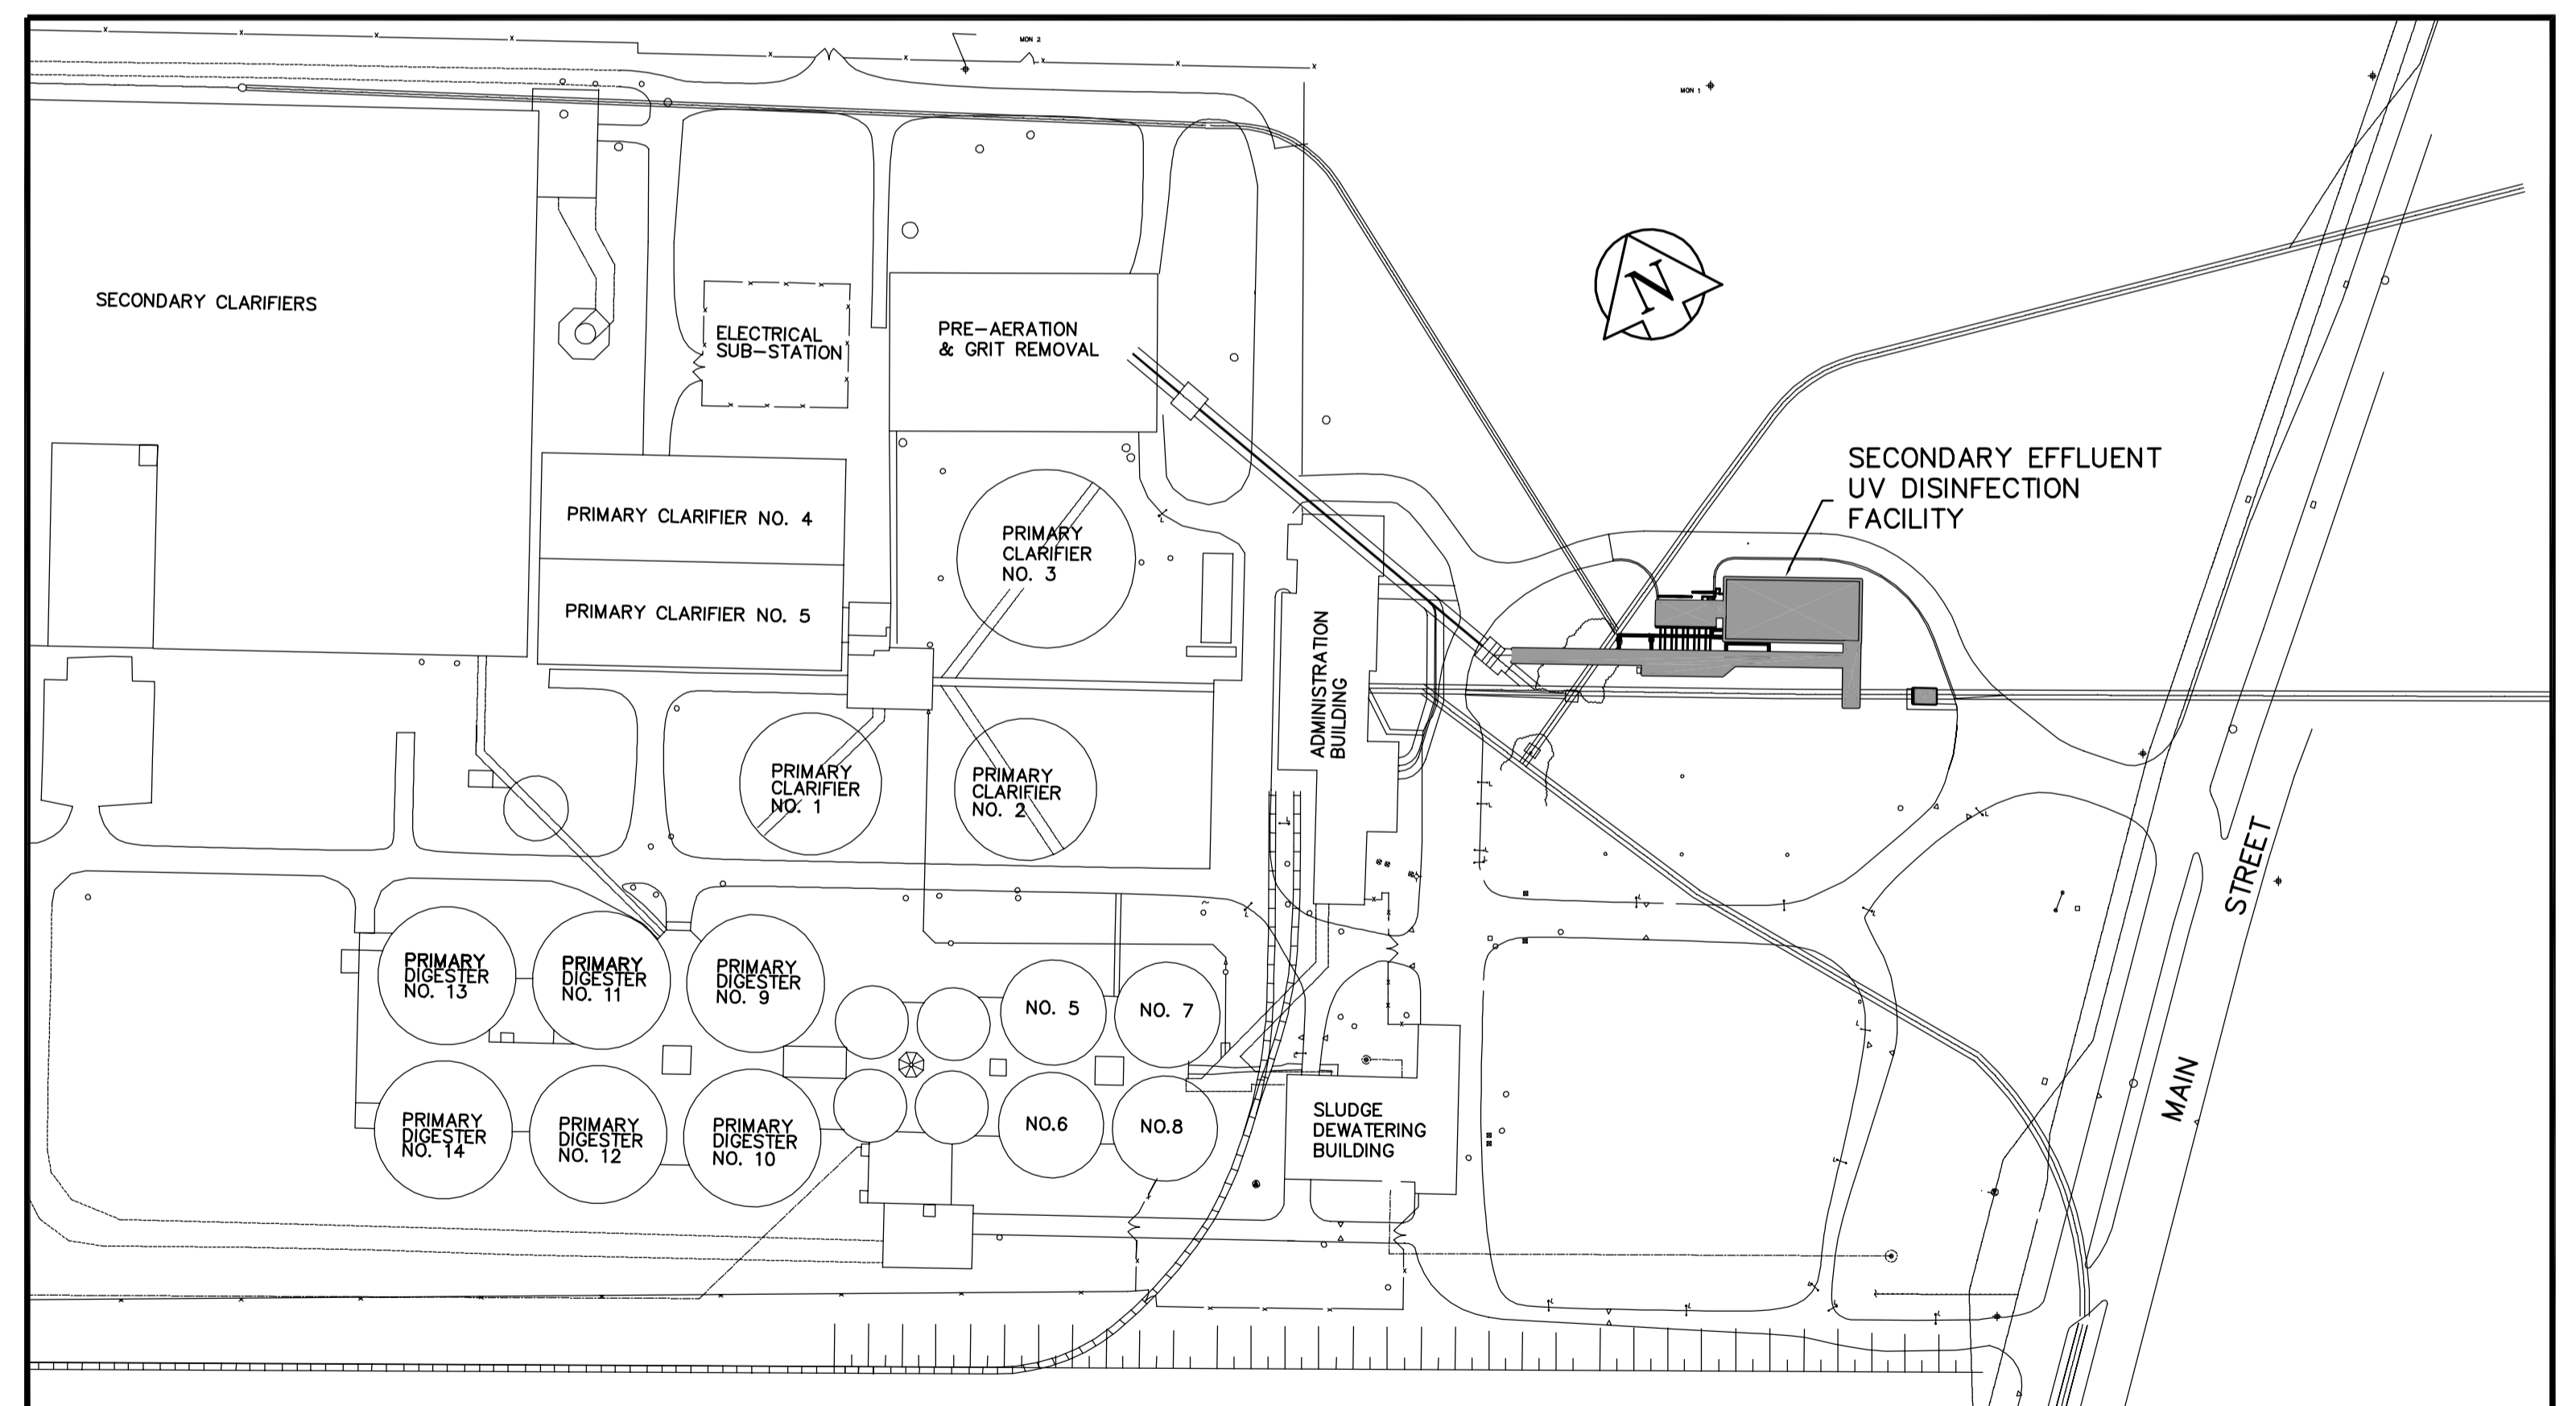 MON 2
MON 1
N
SECONDARY CLARIFIERS
ELECTRICAL
SUB-STATION
PRE-AERATION
& GRIT REMOVAL
SECONDARY EFFLUENT
UV DISINFECTION
FACILITY
PRIMARY CLARIFIER NO. 4
PRIMARY CLARIFIER NO. 5
PRIMARY
CLARIFIER
NO. 3
ADMINISTRATION
BUILDING
PRIMARY
CLARIFIER
NO. 1
PRIMARY
CLARIFIER
NO. 2
MAIN STREET
PRIMARY
DIGESTER
NO. 13
PRIMARY
DIGESTER
NO. 11
PRIMARY
DIGESTER
NO. 9
NO. 5
NO. 7
PRIMARY
DIGESTER
NO. 14
PRIMARY
DIGESTER
NO. 12
PRIMARY
DIGESTER
NO. 10
NO.6
NO.8
SLUDGE
DEWATERING
BUILDING